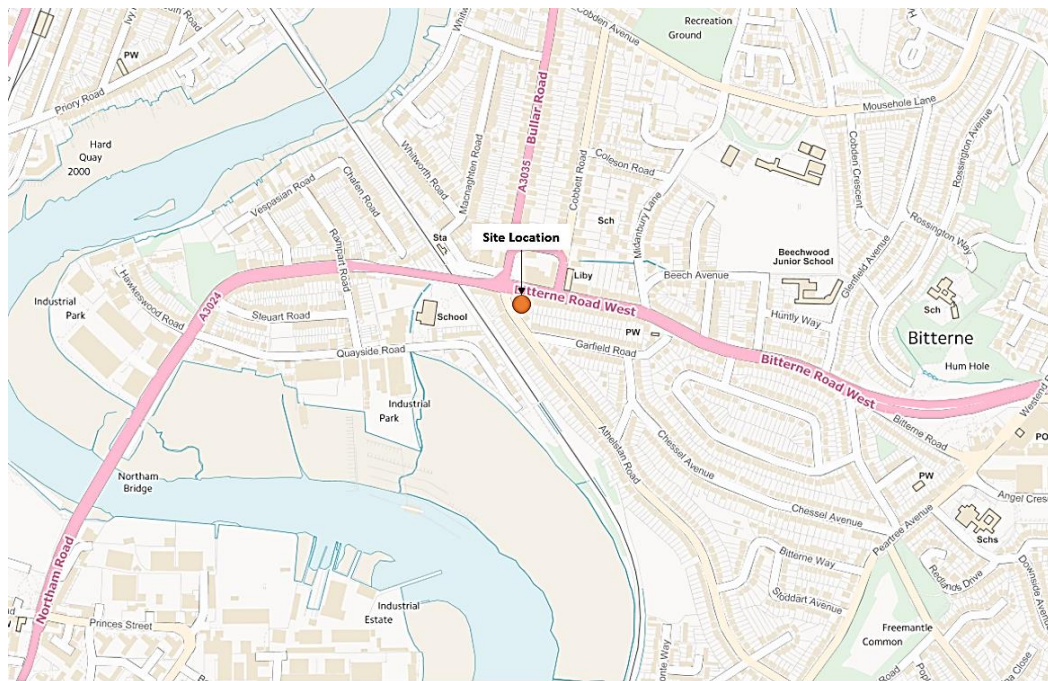 Cobden Avenue
Recreation
Ground
PW
Priory Road
Hard
Quay
2000
Mousehole Lane
Bullar Road
A3035
Macnaghten Road
Whitworth Road
Coleson Road
Cobbett Road
Cobden Crescent
Rossington Avenue
Chafen Road
Vespasian Road
Rampart Road
Midanbury Lane
Sch
Rossington Way
Sta
Site Location
Beechwood
Junior School
Glenfield Avenue
Liby
Beech Avenue
Hawkeswood Road
Industrial
Park
A3024
Steuart Road
School
Bitterne Road West
Sch
Huntly Way
Bitterne
PW
Garfield Road
Quayside Road
Hum Hole
Bitterne Road West
Industrial
Park
Bitterne Road
PO
Athelstan Road
Chessel Avenue
PW
Northam
Bridge
Angel Cres
Chessel Avenue
Peartree Avenue
Schs
Northam Road
Bitterne Way
Redlands Drive
Downside Avenue
Stoddart Avenue
Industrial
Estate
Princes Street
Freemantle
Common
Road